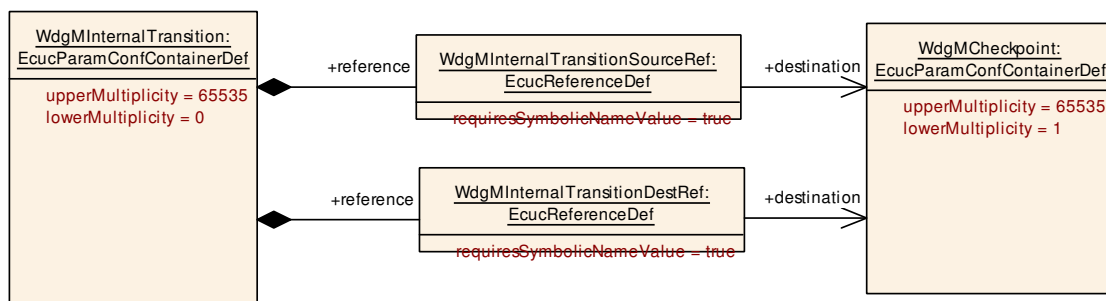 WdgMInternalTransition:
EcucParamConfContainerDef
upperMultiplicity = 65535
lowerMultiplicity = 0
+reference
WdgMInternalTransitionSourceRef:
EcucReferenceDef
requiresSymbolicNameValue = true
+destination
WdgMCheckpoint:
EcucParamConfContainerDef
upperMultiplicity = 65535
lowerMultiplicity = 1
+reference
WdgMInternalTransitionDestRef:
EcucReferenceDef
requiresSymbolicNameValue = true
+destination